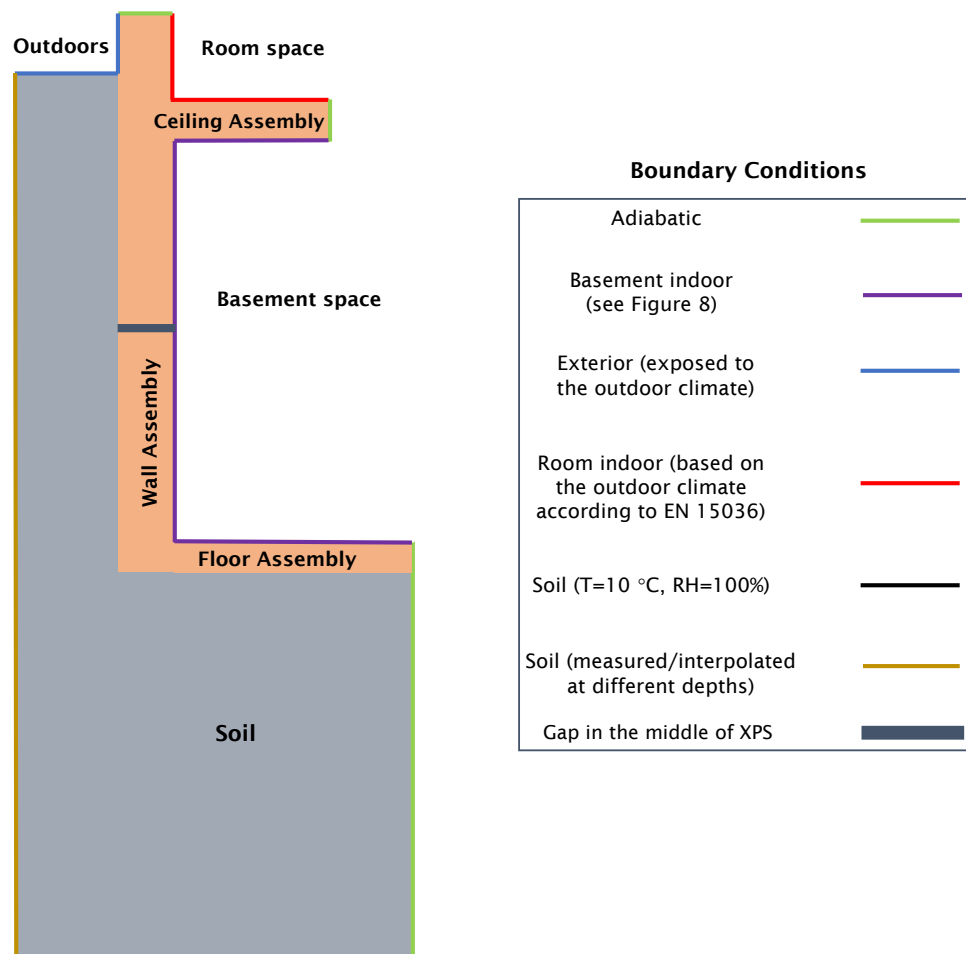 Outdoors
Room space
Ceiling Assembly
Basement space
Wall Assembly
Floor Assembly
Soil
Boundary Conditions
Adiabatic
Basement indoor
(see Figure 8)
Exterior (exposed to
the outdoor climate)
Room indoor (based on
the outdoor climate
according to EN 15036)
Soil (T=10 °C, RH=100%)
Soil (measured/interpolated
at different depths)
Gap in the middle of XPS